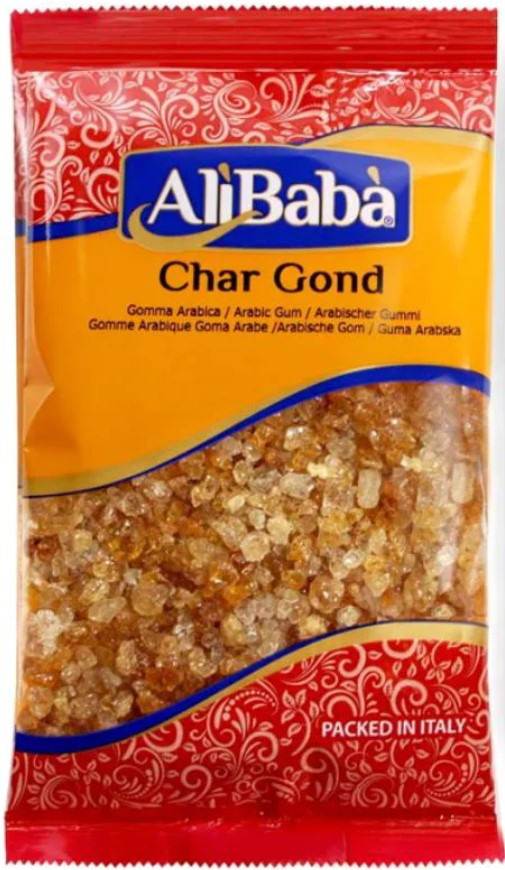 AlìBabà®
Char Gond
Gomma Arabica / Arabic Gum / Arabischer Gummi
Gomme Arabique Goma Arabe /Arabische Gom / Guma Arabska
PACKED IN ITALY